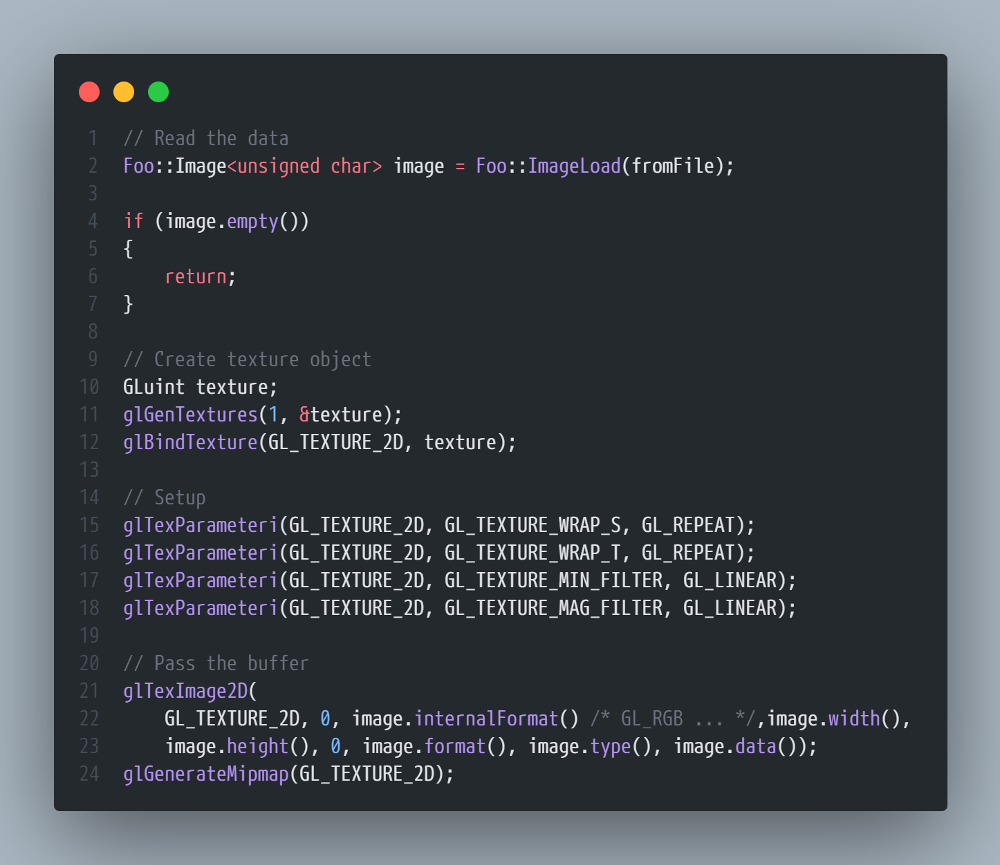 1 // Read the data
2 Foo::Image<unsigned char> image = Foo::ImageLoad(fromFile);
3
4 if (image.empty())
5 {
6     return;
7 }
8
9 // Create texture object
10 GLuint texture;
11 glGenTextures(1, &texture);
12 glBindTexture(GL_TEXTURE_2D, texture);
13
14 // Setup
15 glTexParameteri(GL_TEXTURE_2D, GL_TEXTURE_WRAP_S, GL_REPEAT);
16 glTexParameteri(GL_TEXTURE_2D, GL_TEXTURE_WRAP_T, GL_REPEAT);
17 glTexParameteri(GL_TEXTURE_2D, GL_TEXTURE_MIN_FILTER, GL_LINEAR);
18 glTexParameteri(GL_TEXTURE_2D, GL_TEXTURE_MAG_FILTER, GL_LINEAR);
19
20 // Pass the buffer
21 glTexImage2D(
22     GL_TEXTURE_2D, 0, image.internalFormat() /* GL_RGB ... */,image.width(),
23     image.height(), 0, image.format(), image.type(), image.data());
24 glGenerateMipmap(GL_TEXTURE_2D);